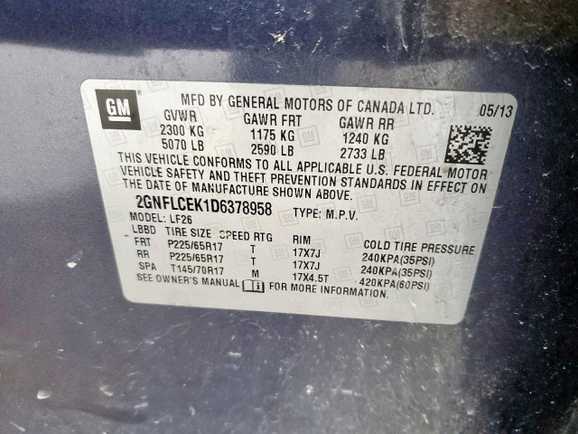 GM
MFD. BY GENERAL MOTORS OF CANADA LTD. 05/13
GVWR GAWR FRT GAWR RR
2300 KG 1175 KG 1240 KG
5070 LB 2590 LB 2733 LB
THIS VEHICLE CONFORMS TO ALL APPLICABLE U.S. FEDERAL MOTOR
VEHICLE SAFETY AND THEFT PREVENTION STANDARDS IN EFFECT ON
THE DATE OF MANUFACTURE SHOWN ABOVE.
2GNFLCEK1D6378958 TYPE: M.P.V.
MODEL: LF26
LBBD TIRE SIZE SPEED RTG RIM COLD TIRE PRESSURE
FRT P225/65R17 T 17X7J 240KPA(35PSI)
RR P225/65R17 T 17X7J 240KPA(35PSI)
SPA T145/70R17 M 17X4.5T 420KPA(60PSI)
SEE OWNER'S MANUAL FOR MORE INFORMATION.